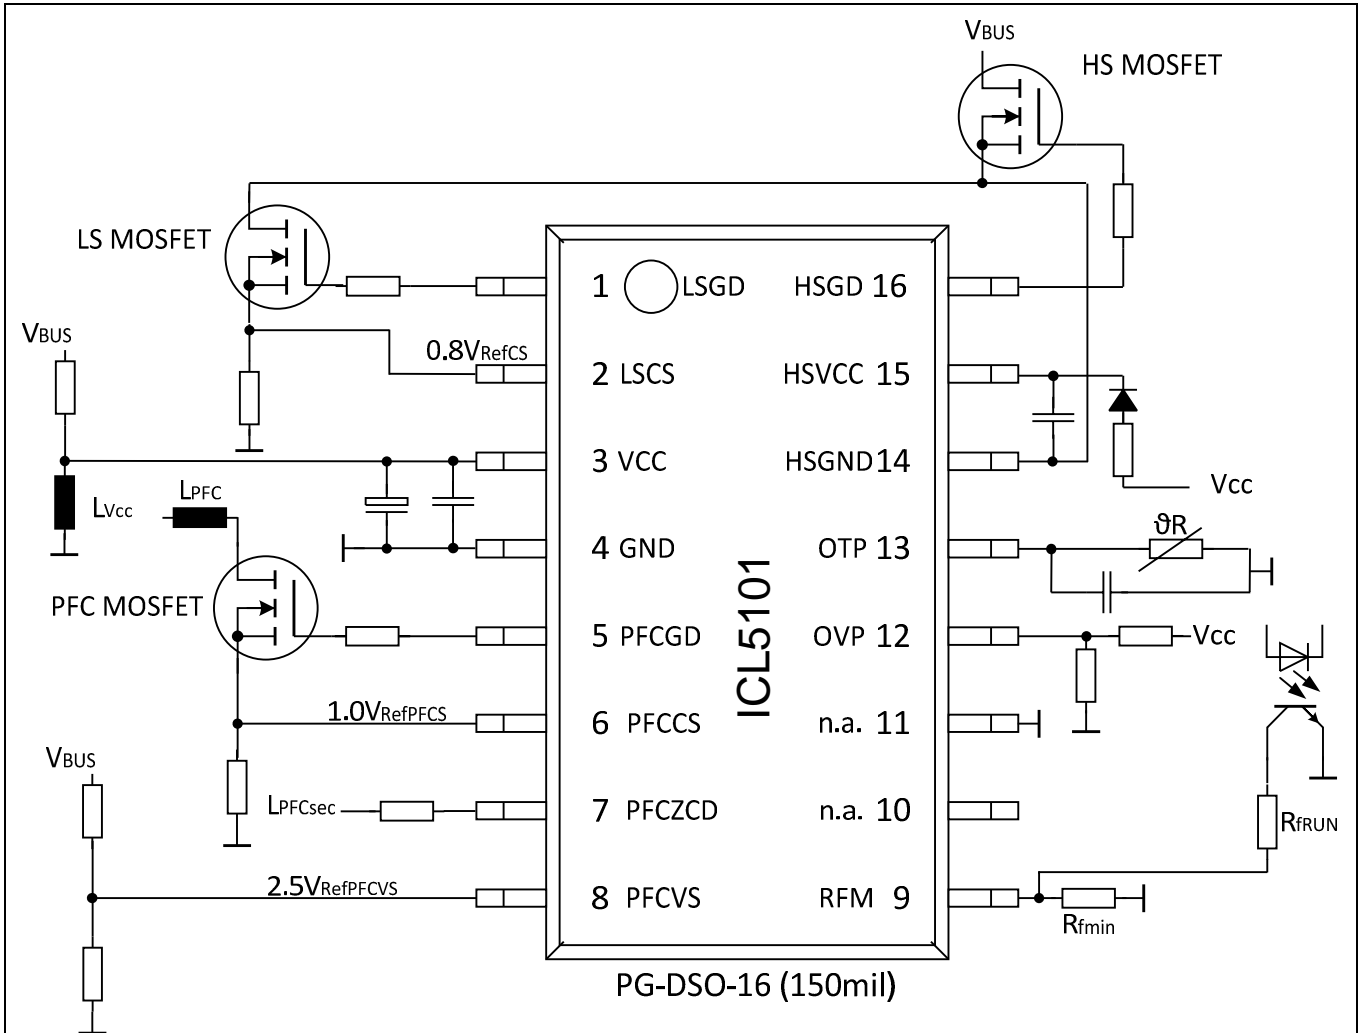 VBUS
HS MOSFET
LS MOSFET
1 LSGD
HSGD 16
VBUS
0.8VRefCS
2 LSCS
HSVCC 15
3 VCC
HSGND 14
LVcc
LPFC
Vcc
4 GND
OTP 13
ϑR
PFC MOSFET
5 PFCGD
OVP 12
Vcc
ICL5101
1.0VRefPFCS
6 PFCCS
n.a. 11
VBUS
LPFCsec
7 PFCZCD
n.a. 10
RfRUN
2.5VRefPFCVS
8 PFCVS
RFM 9
Rfmin
PG-DSO-16 (150mil)